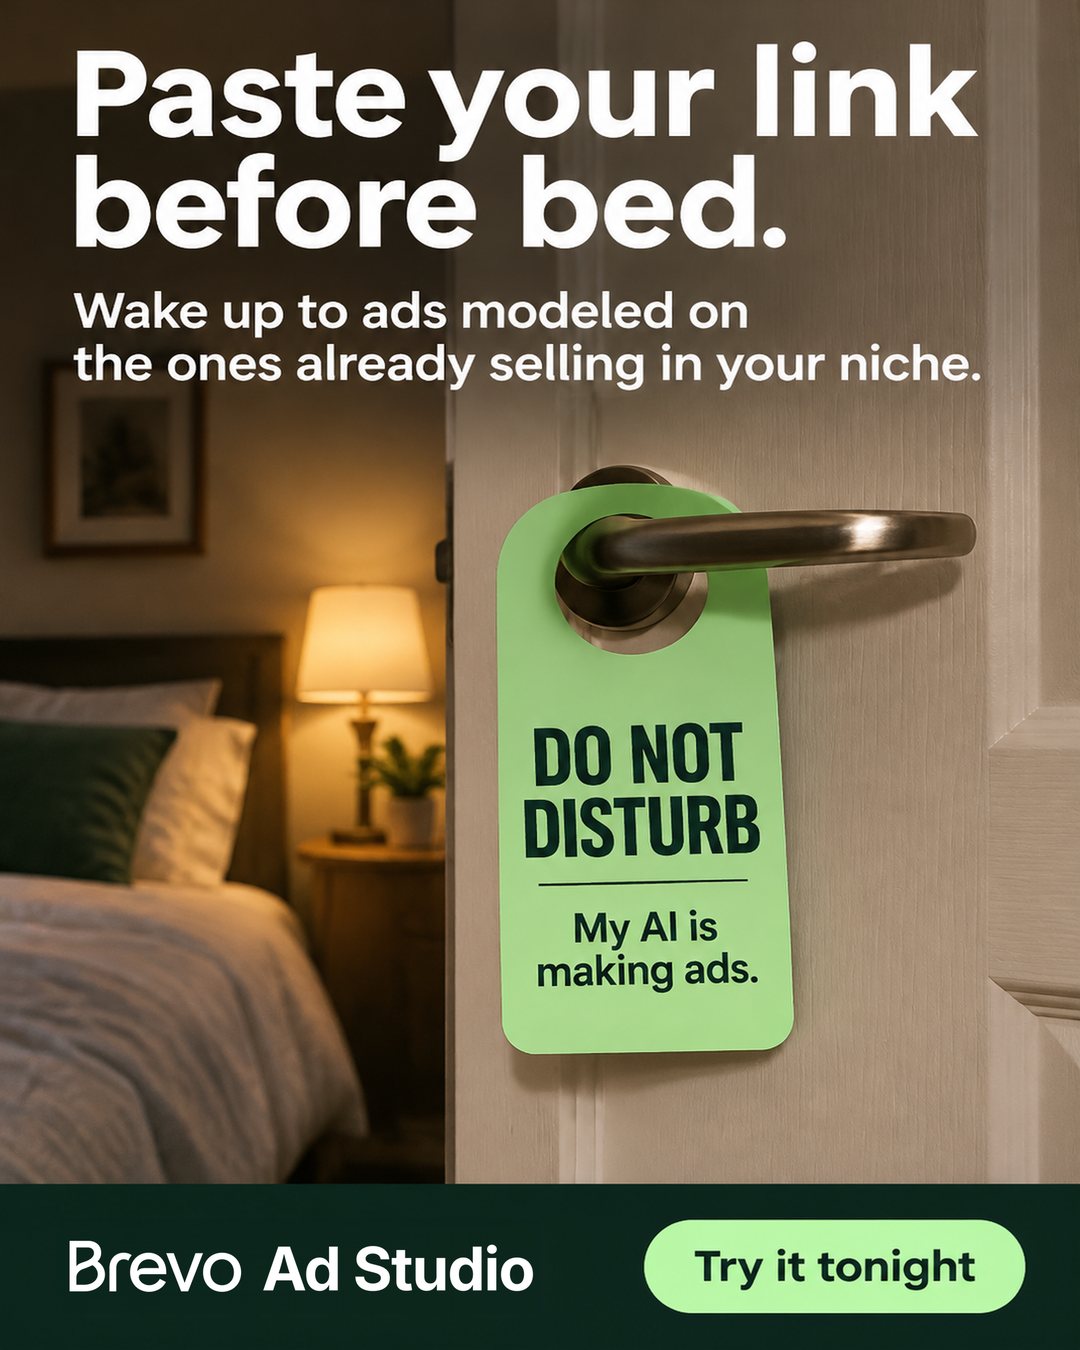 Paste your link
before bed.
Wake up to ads modeled on
the ones already selling in your niche.
DO NOT
DISTURB
My AI is
making ads.
Brevo Ad Studio
Try it tonight